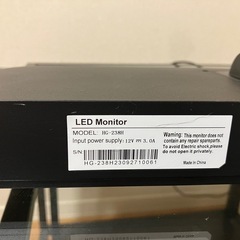 LED Monitor
MODEL: HG-238H
Input power supply: 12V 3.0A
S/N
HG-238H23092710061
Warning: This monitor does
not contain any repair spareparts.
To avoid Electric shock,please
do not open it privately.
Made in China